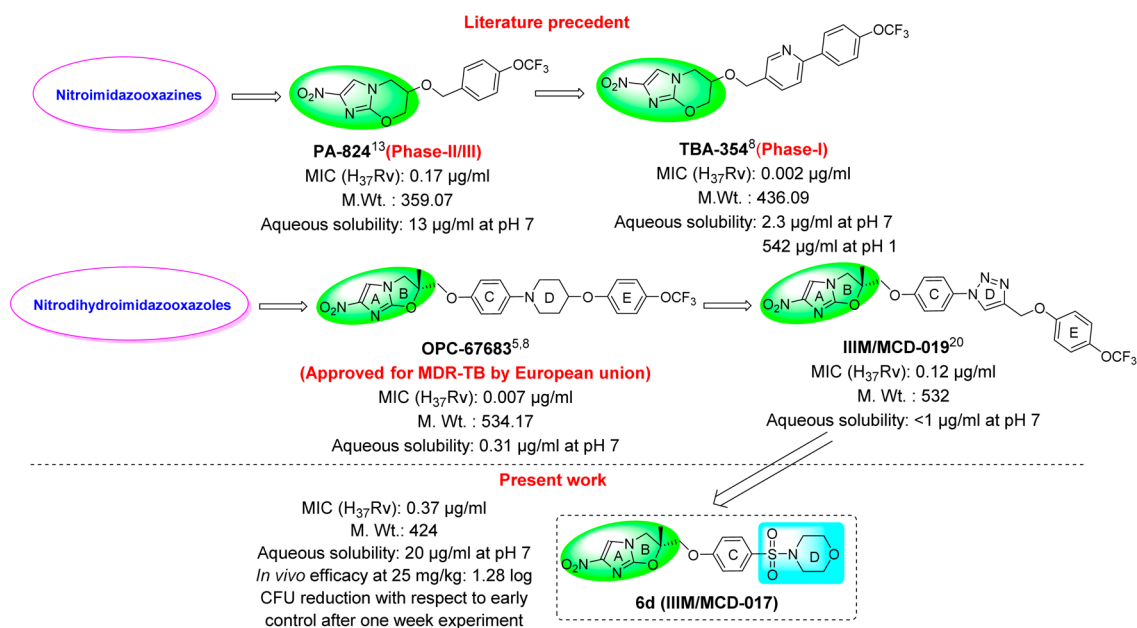 Literature precedent
Nitroimidazooxazines
O₂N N N O O OCF₃
PA-824¹³(Phase-II/III)
MIC (H₃₇Rv): 0.17 µg/ml
M.Wt. : 359.07
Aqueous solubility: 13 µg/ml at pH 7
O₂N N N O O N OCF₃
TBA-354⁸(Phase-I)
MIC (H₃₇Rv): 0.002 µg/ml
M.Wt. : 436.09
Aqueous solubility: 2.3 µg/ml at pH 7
542 µg/ml at pH 1
Nitrodihydroimidazooxazoles
NO₂ N A B N O O C N D O E OCF₃
OPC-67683⁵,⁸
(Approved for MDR-TB by European union)
MIC (H₃₇Rv): 0.007 µg/ml
M. Wt. : 534.17
Aqueous solubility: 0.31 µg/ml at pH 7
NO₂ N A B N O O C N N N D O E OCF₃
IIIM/MCD-019²⁰
MIC (H₃₇Rv): 0.12 µg/ml
M. Wt. : 532
Aqueous solubility: <1 µg/ml at pH 7
Present work
MIC (H₃₇Rv): 0.37 µg/ml
M. Wt.: 424
Aqueous solubility: 20 µg/ml at pH 7
In vivo efficacy at 25 mg/kg: 1.28 log
CFU reduction with respect to early
control after one week experiment
NO₂ N A B N O O C O S O N D O
6d (IIIM/MCD-017)